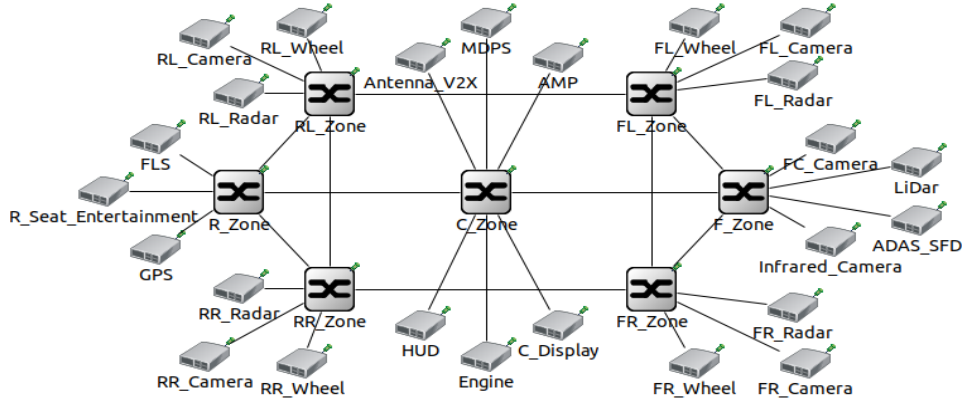 RL_Wheel
MDPS
FL_Wheel
FL_Camera
RL_Camera
Antenna_V2X
AMP
FL_Radar
RL_Radar
RL_Zone
FL_Zone
FLS
FC_Camera
LiDar
R_Seat_Entertainment
R_Zone
C_Zone
F_Zone
ADAS_SFD
GPS
Infrared_Camera
RR_Radar
RR_Zone
FR_Zone
FR_Radar
HUD
C_Display
RR_Camera
Engine
RR_Wheel
FR_Wheel
FR_Camera